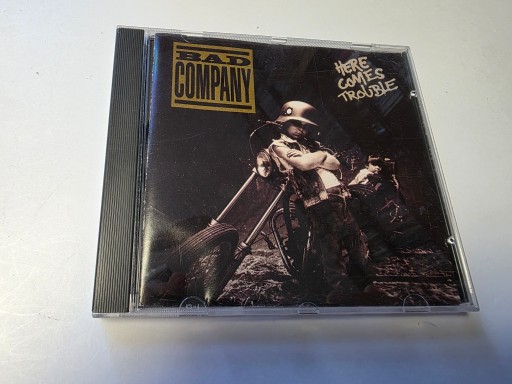 BAD
COMPANY
HERE
COMES
TROUBLE